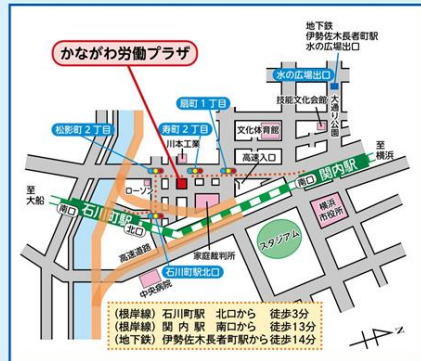 地下鉄
伊勢佐木長者町駅
水の広場出口
かながわ労働プラザ
水の広場出口
扇町1丁目
技能文化会館
大通り公園
松影町2丁目
寿町2丁目
文化体育館
川本工業
高速入口
至
横浜
関内駅
南口
ローソン
至
大船
南口
石川町駅
北口
横浜
市役所
スタジアム
家庭裁判所
高速道路
石川町駅北口
中央病院
(根岸線) 石川町駅 北口から 徒歩3分
(根岸線) 関内駅 南口から 徒歩13分
(地下鉄) 伊勢佐木長者町駅から徒歩14分
N